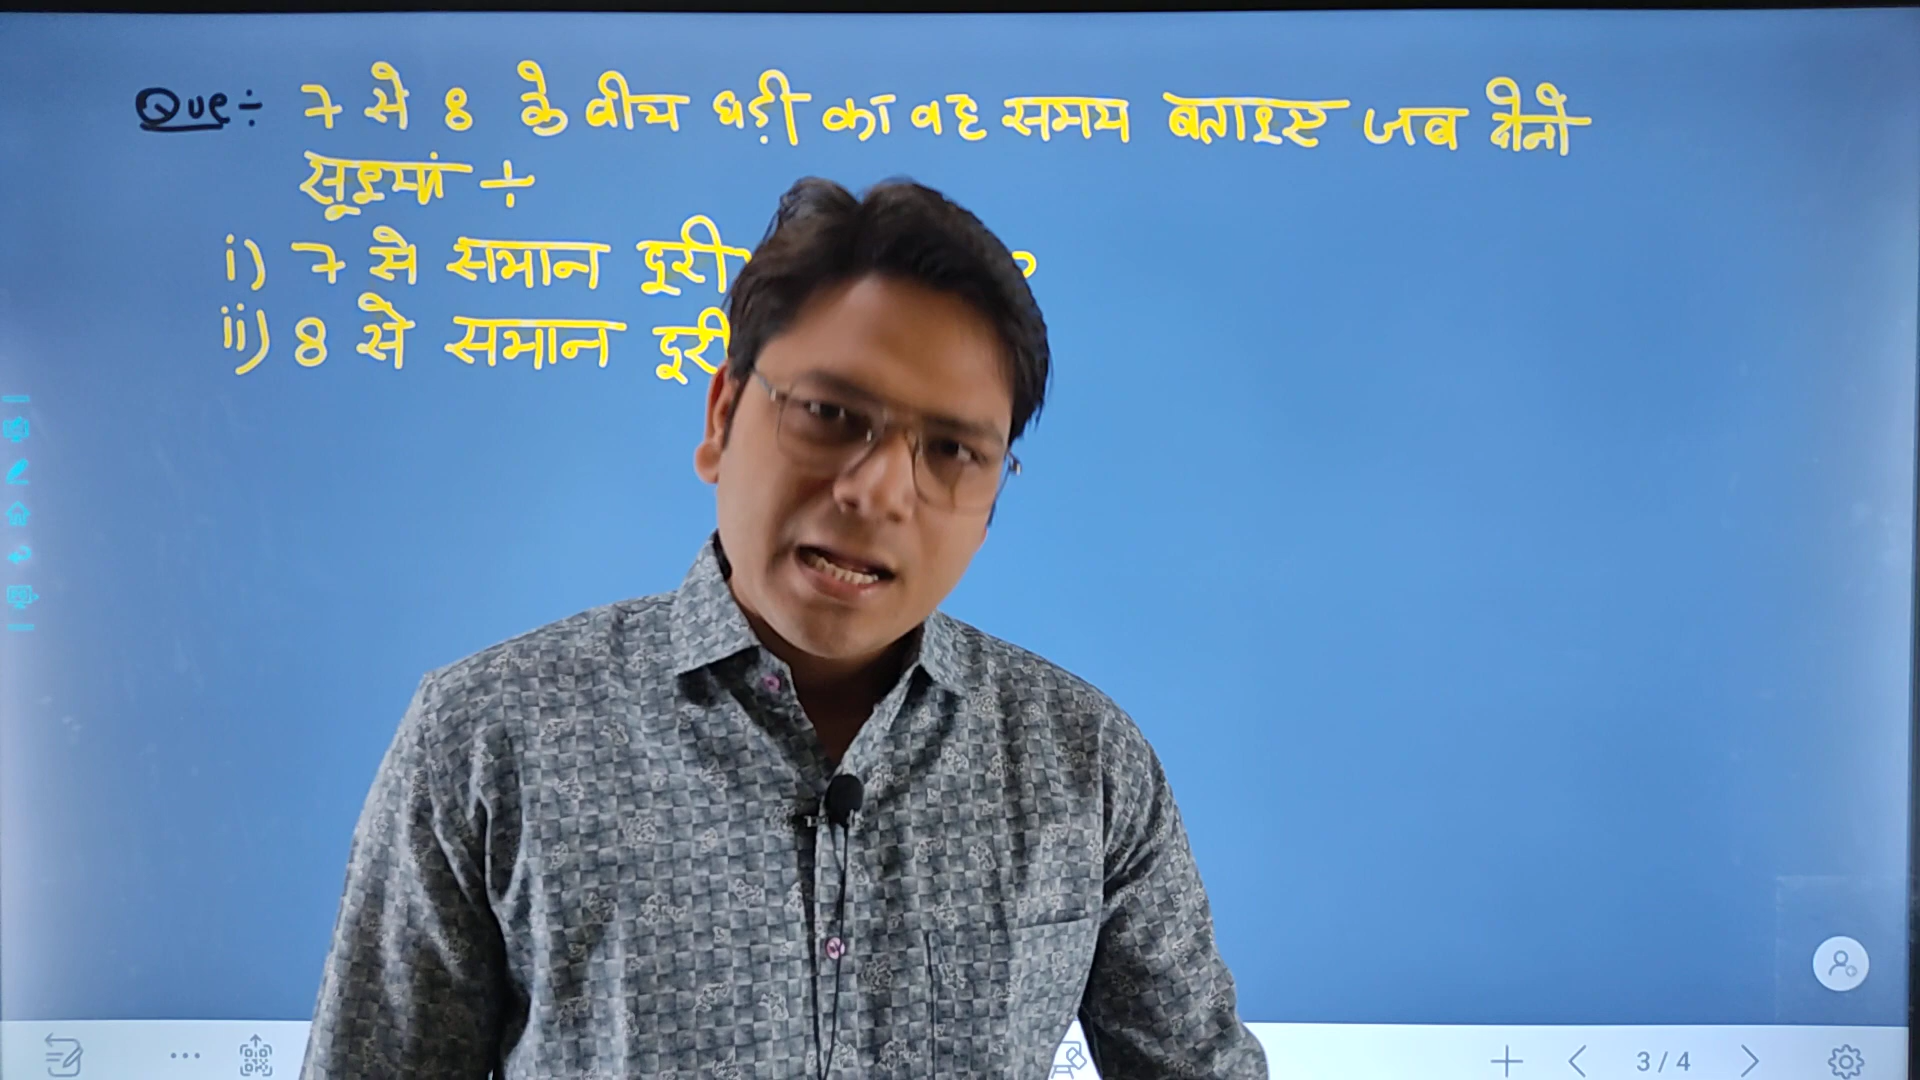 Que÷ 7 से 8 के बीच घड़ी का वह समय बताइए जब दोनो
सूइयां ÷
i) 7 से समान दूरी
ii) 8 से समान दूरी
3/4